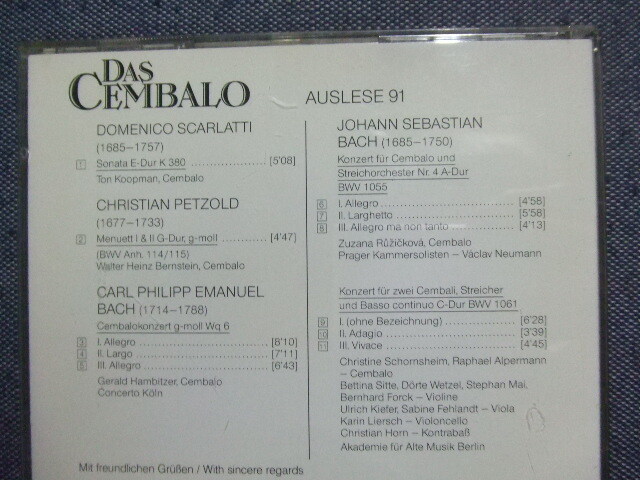 DAS CEMBALO
AUSLESE 91
DOMENICO SCARLATTI
(1685-1757)
1 Sonata E-Dur K 380 .................. [5'08]
Ton Koopman, Cembalo
CHRISTIAN PETZOLD
(1677-1733)
2 Menuett I & II G-Dur, g-moll ........... [4'47]
(BWV Anh. 114/115)
Walter Heinz Bernstein, Cembalo
CARL PHILIPP EMANUEL
BACH (1714-1788)
Cembalokonzert g-moll Wq 6
3 I. Allegro ............................ [8'10]
4 II. Largo ............................. [7'11]
5 III. Allegro ........................... [6'43]
Gerald Hambitzer, Cembalo
Concerto Köln
JOHANN SEBASTIAN
BACH (1685-1750)
Konzert für Cembalo und
Streichorchester Nr. 4 A-Dur
BWV 1055
6 I. Allegro ............................ [4'58]
7 II. Larghetto ......................... [5'58]
8 III. Allegro ma non tanto .............. [4'13]
Zuzana Růžičková, Cembalo
Prager Kammersolisten – Václav Neumann
Konzert für zwei Cembali, Streicher
und Basso continuo C-Dur BWV 1061
9 I. (ohne Bezeichnung) ................. [6'28]
10 II. Adagio ........................... [3'39]
11 III. Vivace .......................... [4'45]
Christine Schornsheim, Raphael Alpermann
– Cembalo
Bettina Sitte, Dörte Wetzel, Stephan Mai,
Bernhard Forck – Violine
Ulrich Kiefer, Sabine Fehlandt – Viola
Karin Liersch – Violoncello
Christian Horn – Kontrabaß
Akademie für Alte Musik Berlin
Mit freundlichen Grüßen / With sincere regards